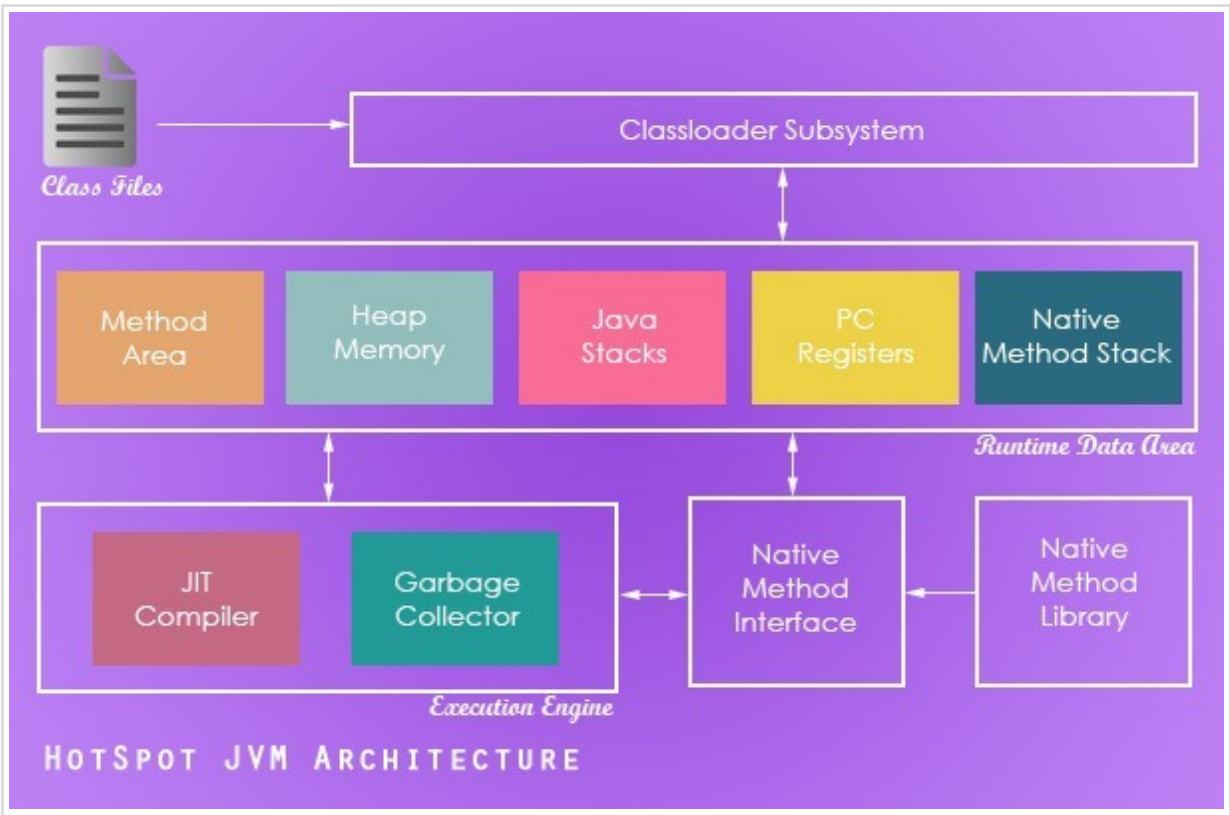 Classloader Subsystem
Class Files
Method
Area
Heap
Memory
Java
Stacks
PC
Registers
Native
Method Stack
Runtime Data Area
JIT
Compiler
Garbage
Collector
Native
Method
Interface
Native
Method
Library
Execution Engine
HOTSPOT JVM ARCHITECTURE